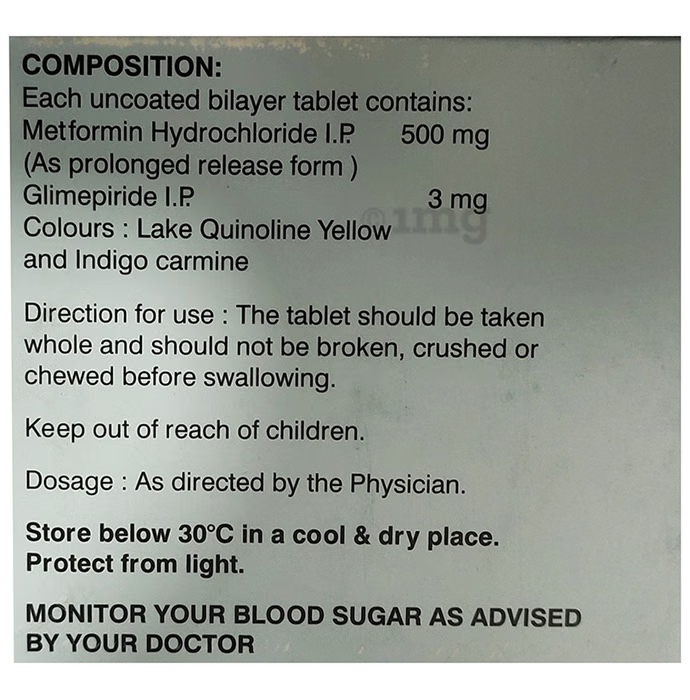 COMPOSITION:
Each uncoated bilayer tablet contains:
Metformin Hydrochloride I.P. 500 mg
(As prolonged release form )
Glimepiride I.P. 3 mg
1mg
Colours : Lake Quinoline Yellow
and Indigo carmine
Direction for use : The tablet should be taken
whole and should not be broken, crushed or
chewed before swallowing.
Keep out of reach of children.
Dosage : As directed by the Physician.
Store below 30°C in a cool & dry place.
Protect from light.
MONITOR YOUR BLOOD SUGAR AS ADVISED
BY YOUR DOCTOR